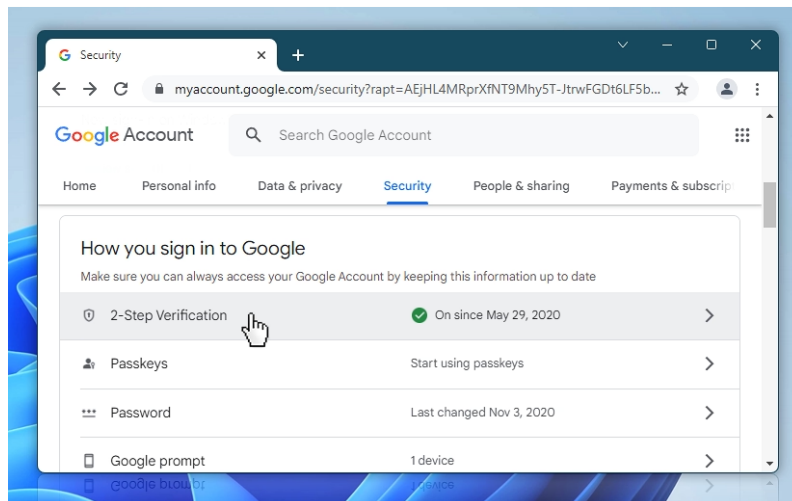 Security
myaccount.google.com/security?rapt=AEjHL4MRprXfNT9Mhy5T-JtrwFGDt6LF5b...
Google Account
Search Google Account
Home Personal info Data & privacy Security People & sharing Payments & subscrip
How you sign in to Google
Make sure you can always access your Google Account by keeping this information up to date
2-Step Verification On since May 29, 2020
Passkeys Start using passkeys
Password Last changed Nov 3, 2020
Google prompt 1 device